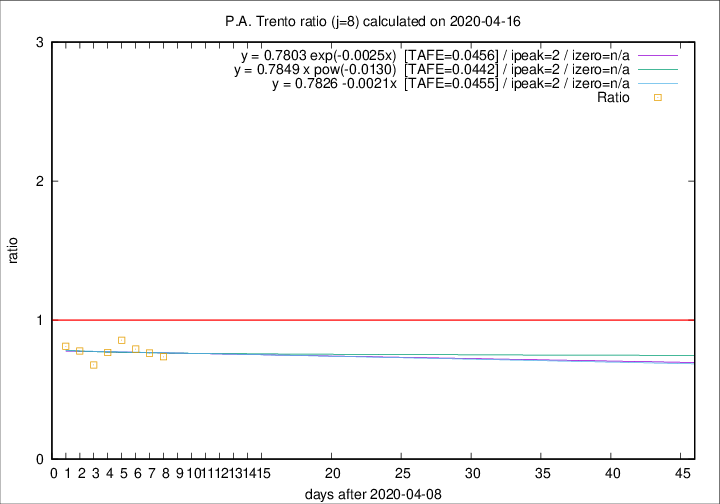 P.A. Trento ratio (j=8) calculated on 2020-04-16
y = 0.7803 exp(-0.0025x) [TAFE=0.0456] / ipeak=2 / izero=n/a
y = 0.7849 x pow(-0.0130) [TAFE=0.0442] / ipeak=2 / izero=n/a
y = 0.7826 -0.0021x [TAFE=0.0455] / ipeak=2 / izero=n/a
Ratio
3
2
1
0
ratio
0 1 2 3 4 5 6 7 8 9 10 11 12 13 14 15 20 25 30 35 40 45
days after 2020-04-08